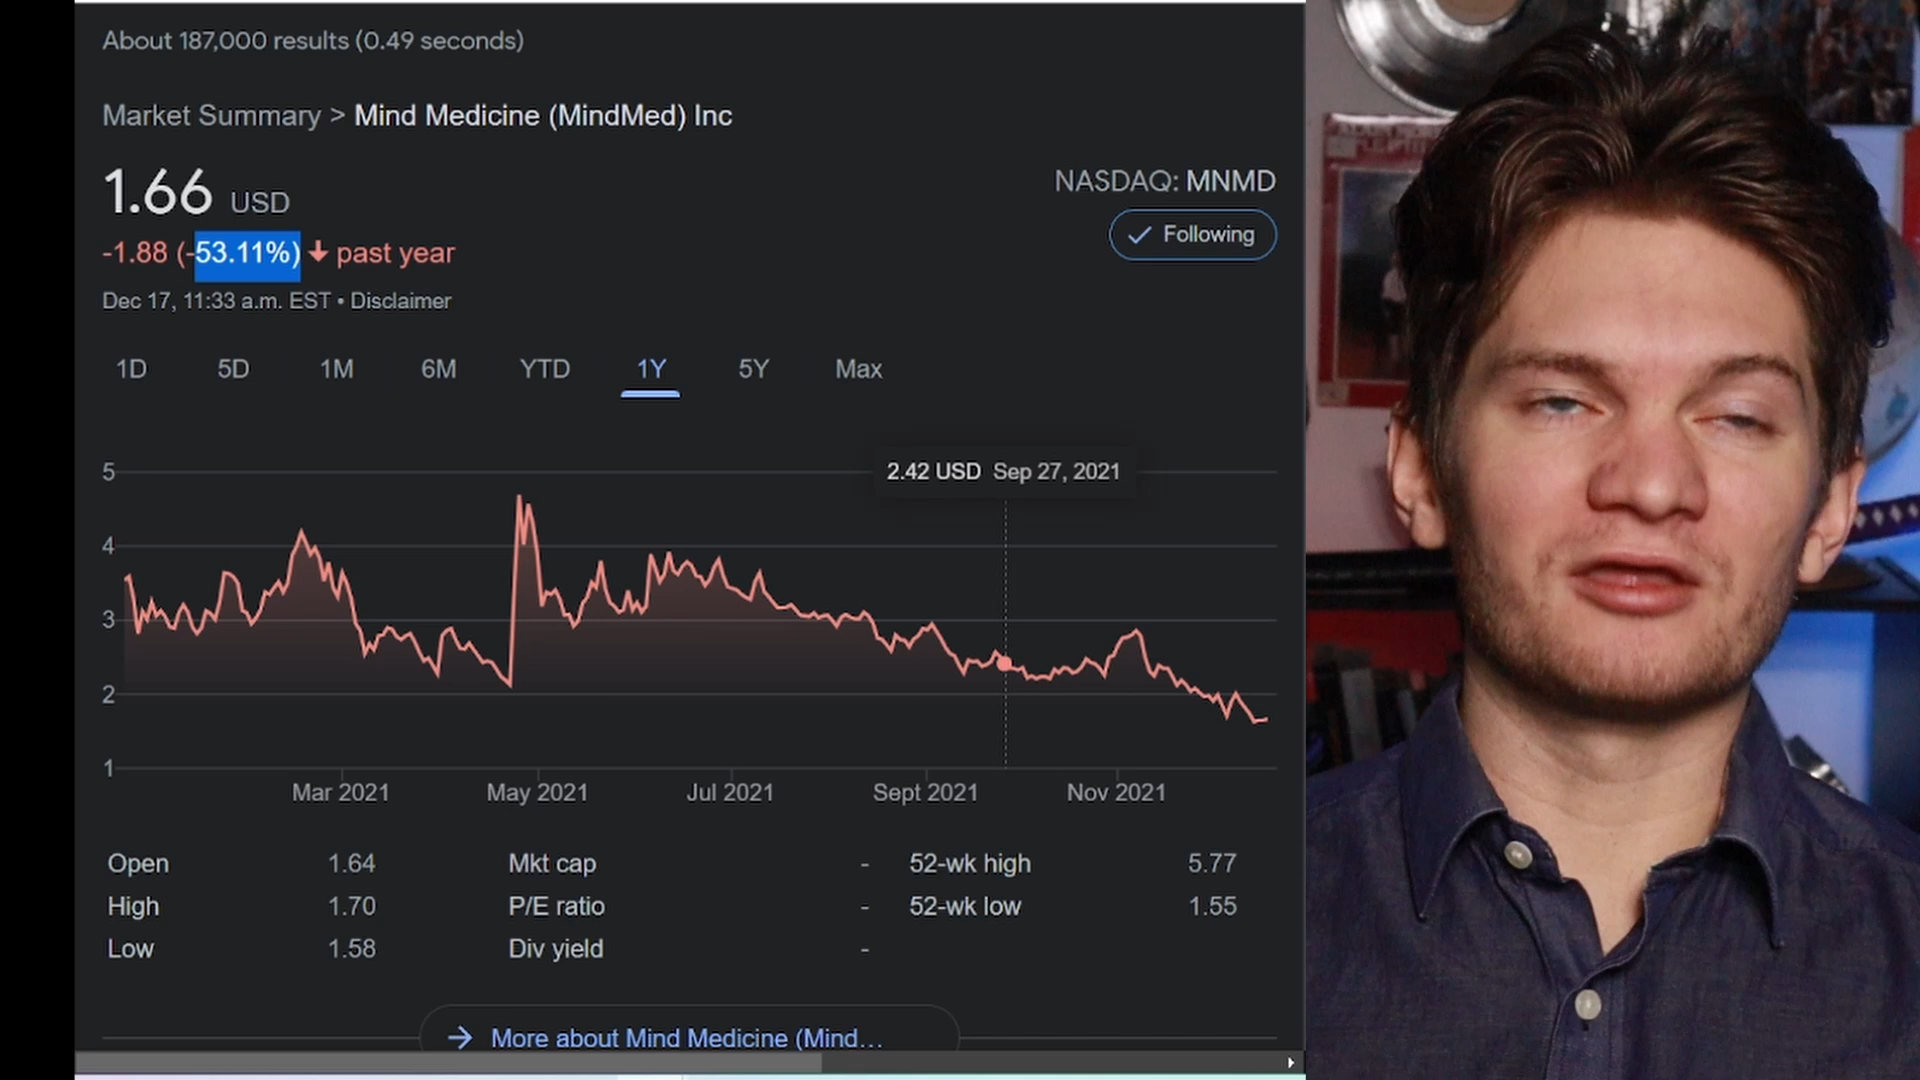 About 187,000 results (0.49 seconds)
Market Summary > Mind Medicine (MindMed) Inc
1.66 USD
NASDAQ: MNMD
Following
-1.88 (-53.11%) ↓ past year
Dec 17, 11:33 a.m. EST • Disclaimer
1D 5D 1M 6M YTD 1Y 5Y Max
2.42 USD Sep 27, 2021
5
4
3
2
1
Mar 2021 May 2021 Jul 2021 Sept 2021 Nov 2021
Open 1.64 Mkt cap - 52-wk high 5.77
High 1.70 P/E ratio - 52-wk low 1.55
Low 1.58 Div yield -
→ More about Mind Medicine (Mind...